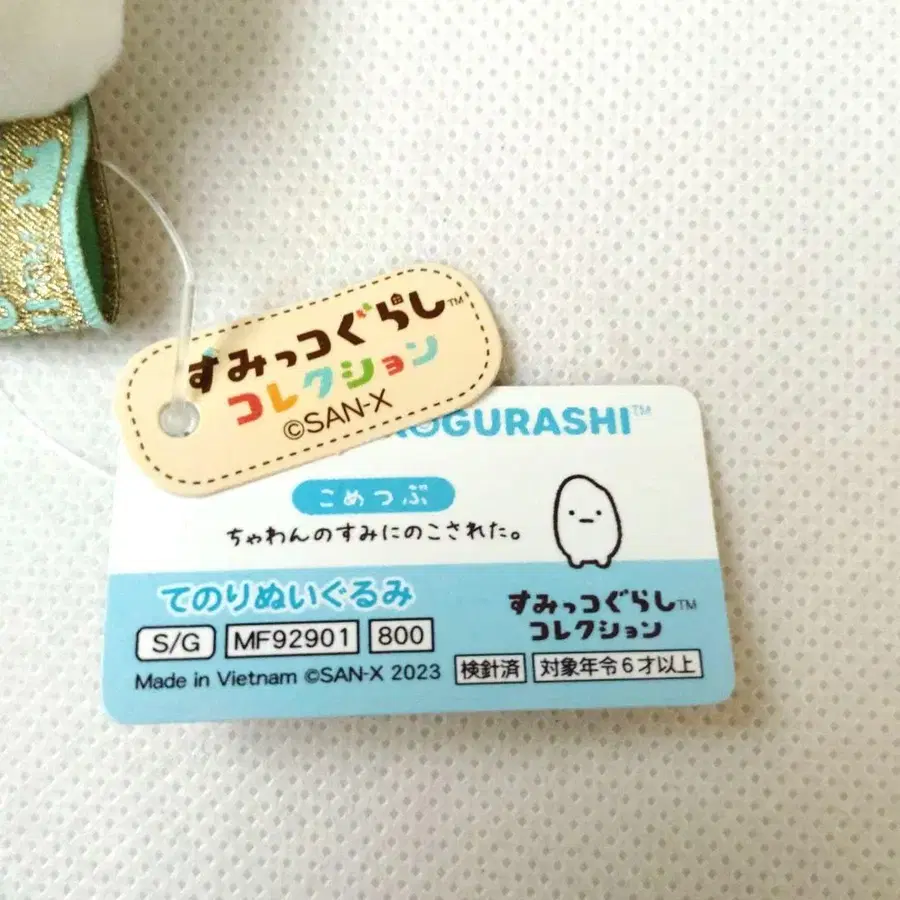 すみっコぐらし™
コレクション
©SAN-X
OGURASHI™
こめつぶ
ちゃわんのすみにのこされた。
てのりぬいぐるみ
すみっコぐらし™
コレクション
S/G MF92901 800
Made in Vietnam ©SAN-X 2023
検針済 対象年令6才以上